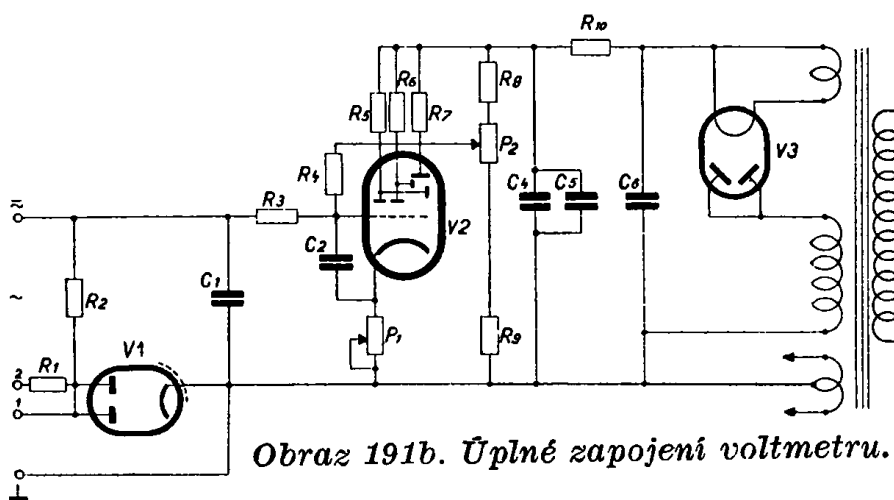 R10
R6
R5
R7
R8
P2
V3
R4
C4
C5
C6
≂
R3
V2
C2
C1
~
R2
P1
R9
V1
2
R1
1
Obraz 191b. Úplné zapojení voltmetru.